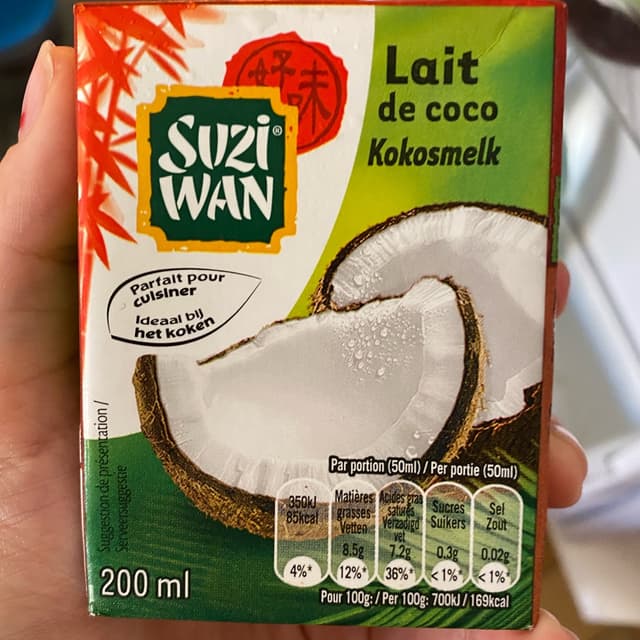 好味
SUZI®
WAN
Lait
de coco
Kokosmelk
Parfait pour
cuisiner
Ideaal bij
het koken
Suggestion de présentation /
Serveersuggestie
Par portion (50ml) / Per portie (50ml)
350kJ
85kcal
4%*
Matières
grasses
Vetten
8.5g
12%*
Acides gras
saturés
Verzadigd
vet
7.2g
36%*
Sucres
Suikers
0.3g
<1%*
Sel
Zout
0.02g
<1%*
200 ml
Pour 100g: / Per 100g: 700kJ / 169kcal